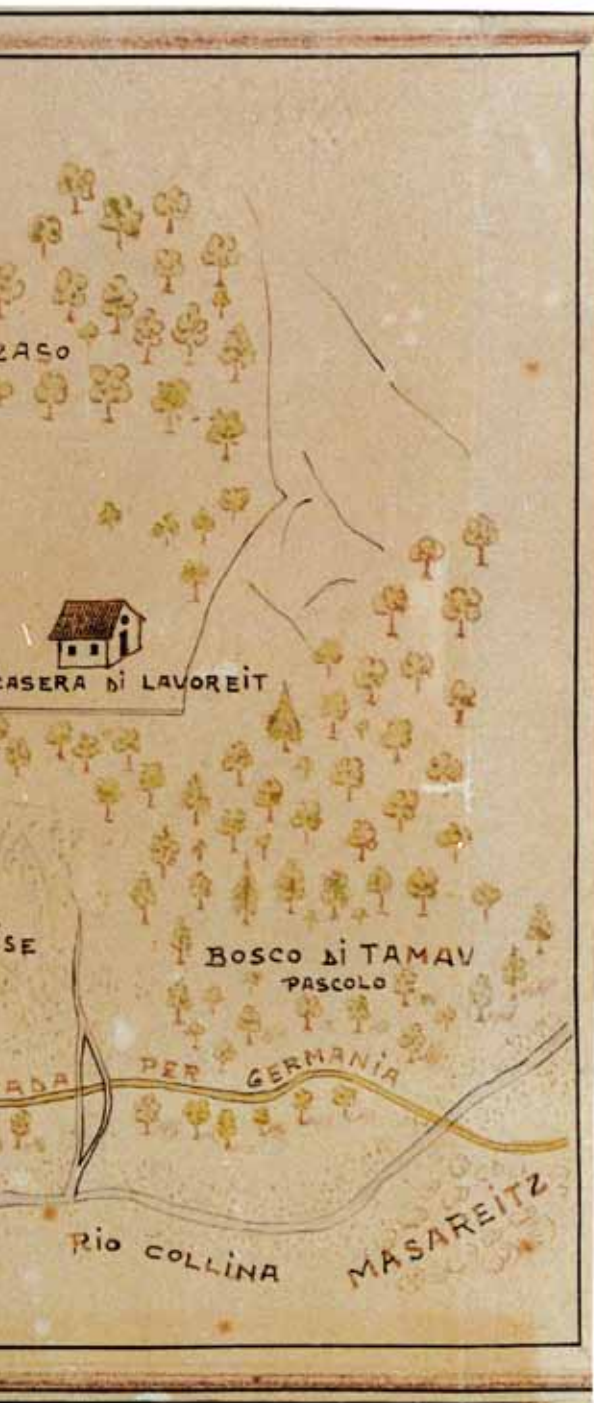 ZASO
CASERA Di LAVOREiT
SE
BOSCO Di TAMAV
PASCOLO
ADA PER GERMANiA
Rio COLLiNA
MASAREiTZ